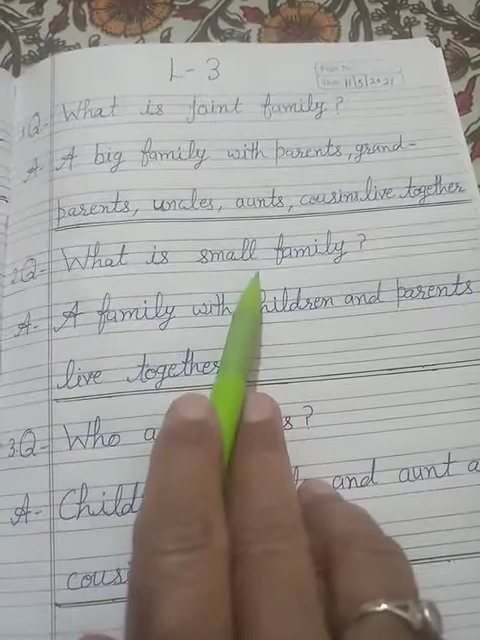 L-3
Page No.
Date 11/5/2021
1Q- What is joint family?
A- A big family with parents, grand-
parents, uncles, aunts, cousins live together
2Q- What is small family?
A- A family with children and parents
live together
3Q- Who a s?
A- Child and aunt a
cousi